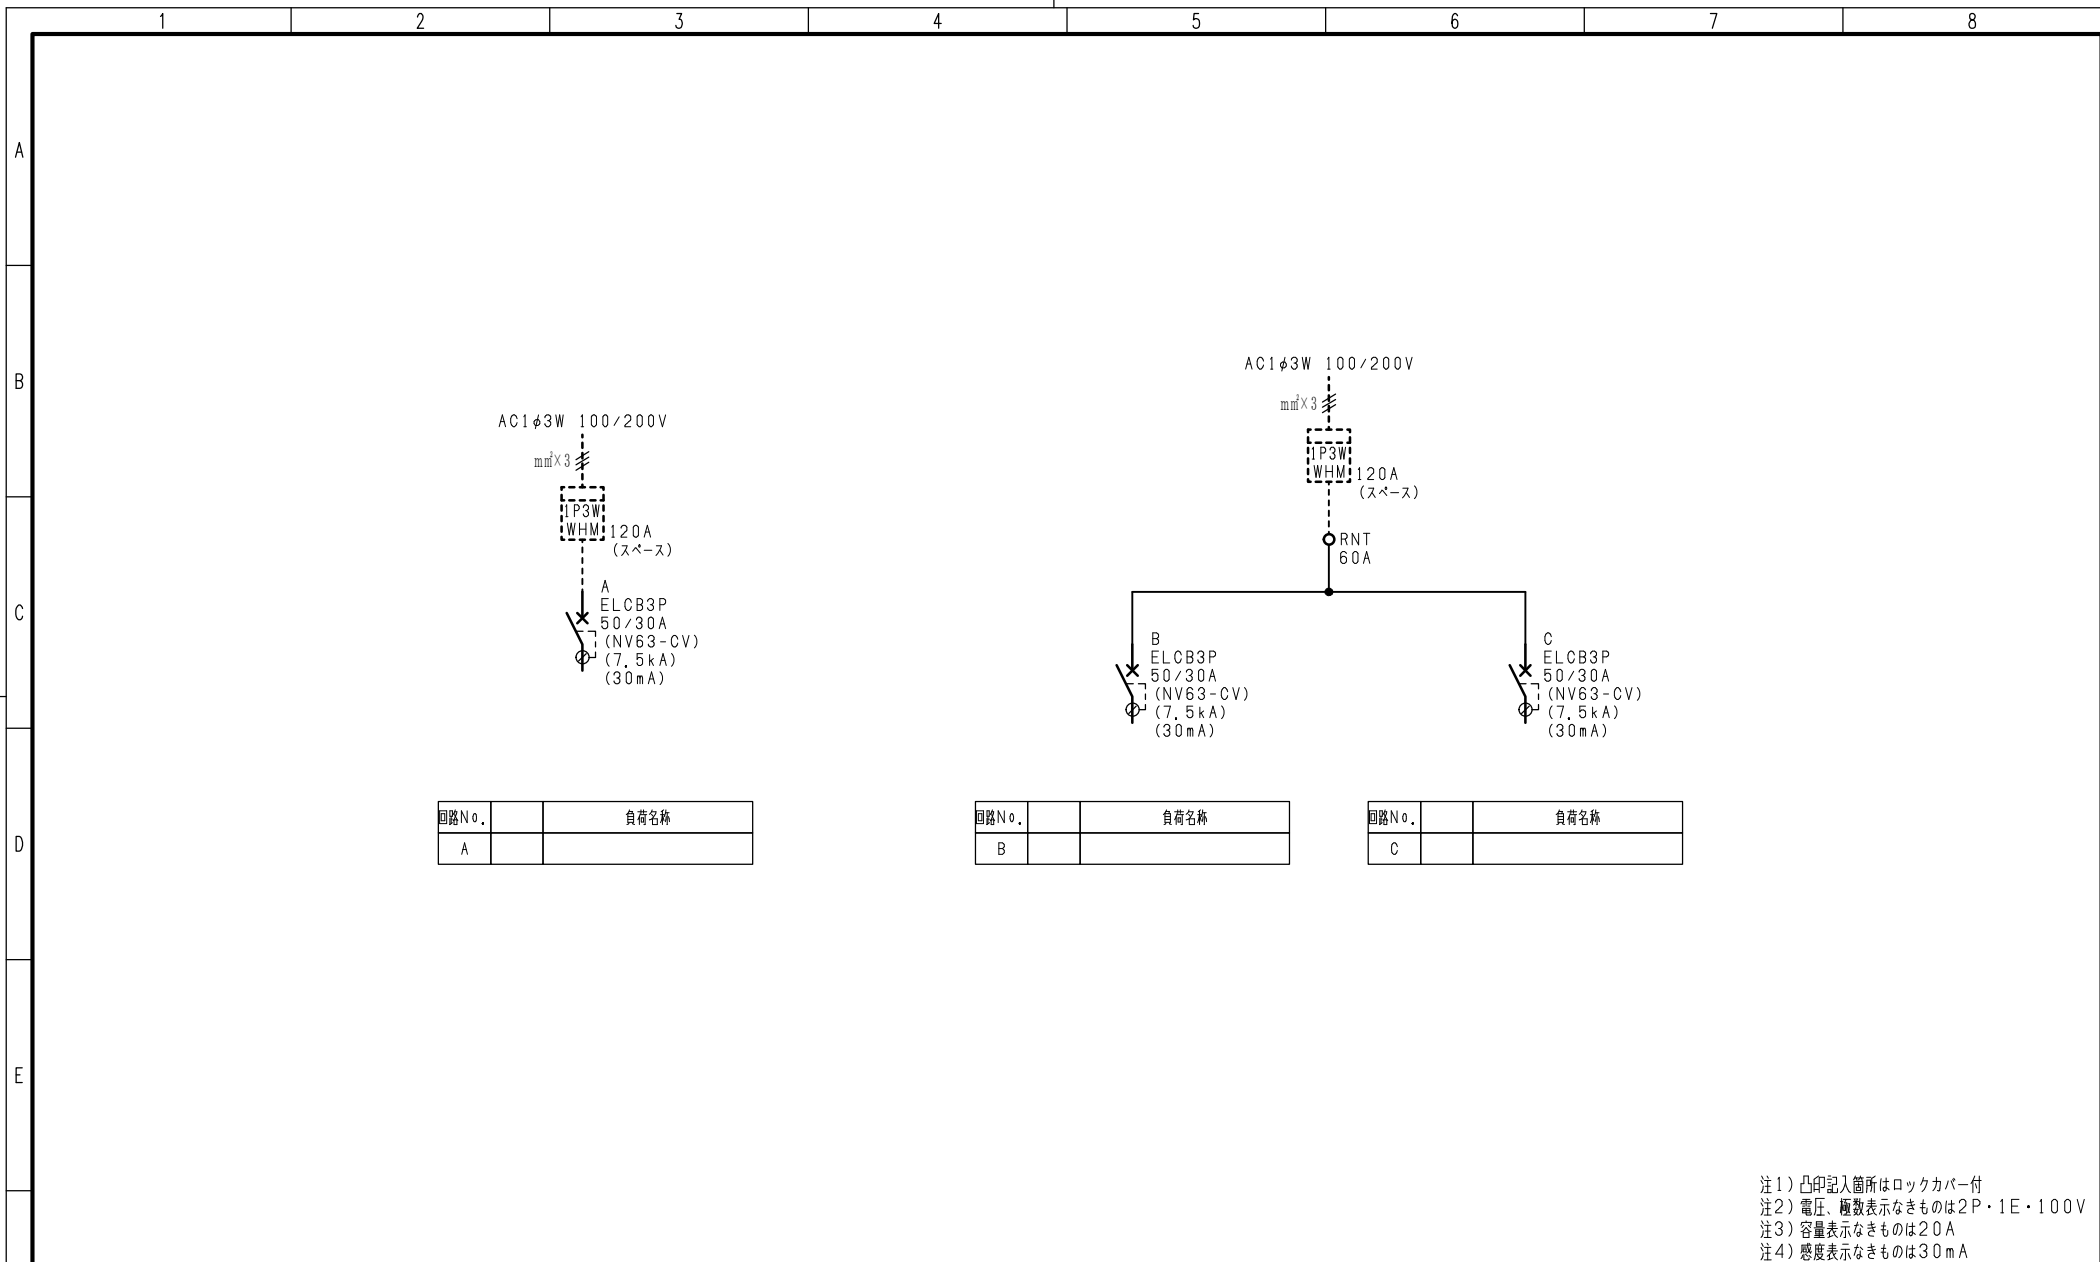 1 2 3 4 5 6 7 8
A
B
C
D
E
AC1φ3W 100/200V
mm²×3
1P3W
WHM
120A
(スペース)
A
ELCB3P
50/30A
(NV63-CV)
(7.5kA)
(30mA)
AC1φ3W 100/200V
mm²×3
1P3W
WHM
120A
(スペース)
RNT
60A
B
ELCB3P
50/30A
(NV63-CV)
(7.5kA)
(30mA)
C
ELCB3P
50/30A
(NV63-CV)
(7.5kA)
(30mA)
回路No. 負荷名称
A
回路No. 負荷名称
B
回路No. 負荷名称
C
注1)凸印記入箇所はロックカバー付
注2)電圧、極数表示なきものは2P・1E・100V
注3)容量表示なきものは20A
注4)感度表示なきものは30mA